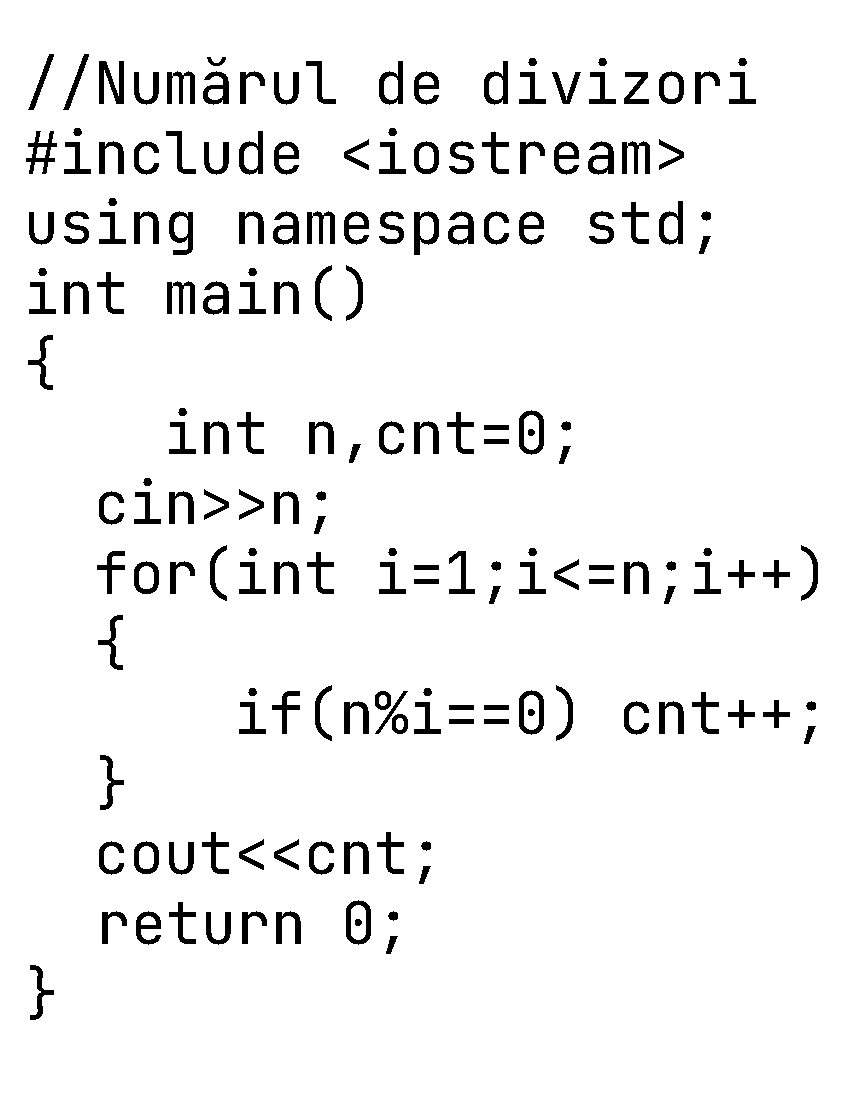 //Numărul de divizori
#include <iostream>
using namespace std;
int main()
{
    int n,cnt=0;
  cin>>n;
  for(int i=1;i<=n;i++)
  {
      if(n%i==0) cnt++;
  }
  cout<<cnt;
  return 0;
}